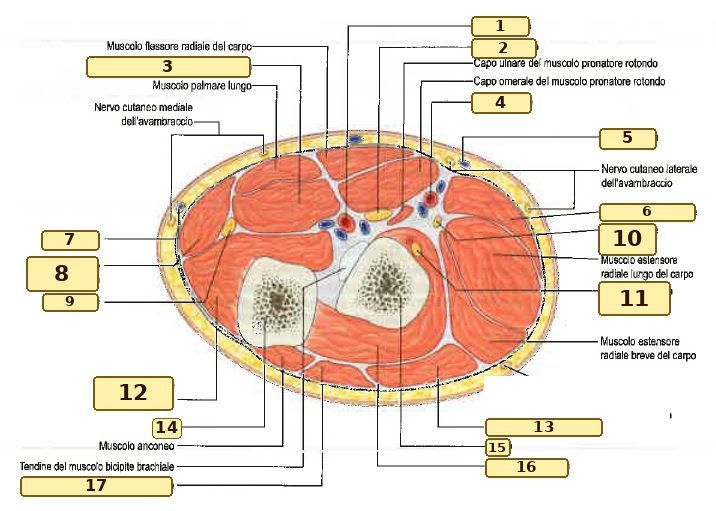 1
Muscolo flessore radiale del carpo
2
3
Capo ulnare del muscolo pronatore rotondo
Muscolo palmare lungo
Capo omerale del muscolo pronatore rotondo
4
Nervo cutaneo mediale
dell'avambraccio
5
Nervo cutaneo laterale
dell'avambraccio
6
7
10
8
Muscolo estensore
radiale lungo del carpo
9
11
Muscolo estensore
radiale breve del carpo
12
14
13
Muscolo anconeo
15
Tendine del muscolo bicipite brachiale
16
17